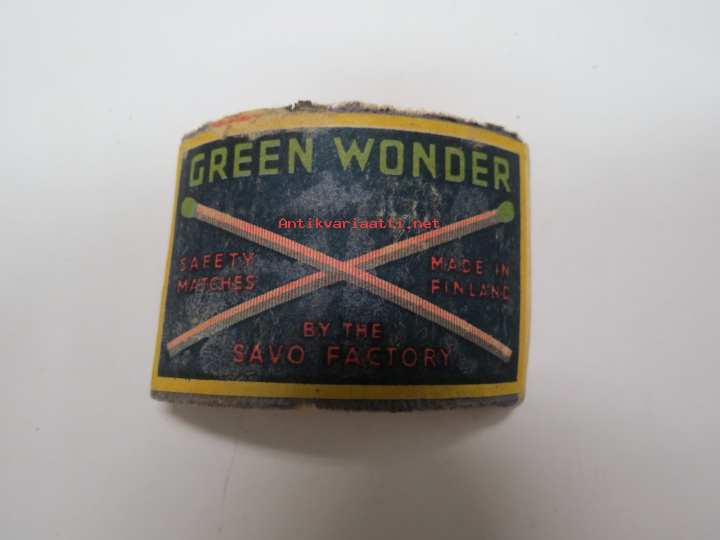 GREEN WONDER
Antikvariaatti.net
SAFETY
MATCHES
MADE IN
FINLAND
BY THE
SAVO FACTORY